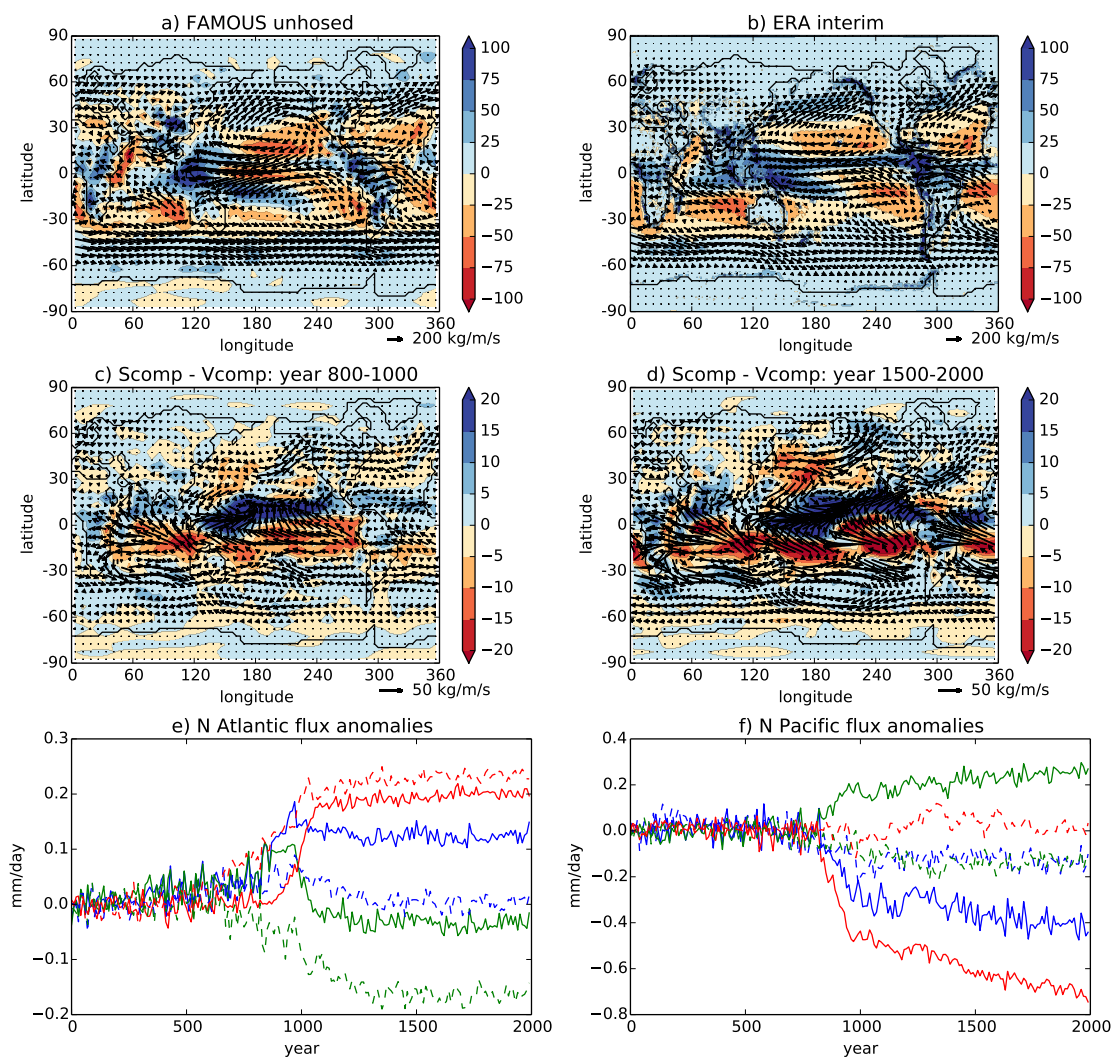 a) FAMOUS unhosed
b) ERA interim
90
60
30
0
-30
-60
-90
latitude
0 60 120 180 240 300 360
longitude
200 kg/m/s
100
75
50
25
0
−25
−50
−75
−100
90
60
30
0
-30
-60
-90
latitude
0 60 120 180 240 300 360
longitude
200 kg/m/s
100
75
50
25
0
−25
−50
−75
−100
c) Scomp - Vcomp: year 800-1000
d) Scomp - Vcomp: year 1500-2000
90
60
30
0
-30
-60
-90
latitude
0 60 120 180 240 300 360
longitude
50 kg/m/s
20
15
10
5
0
−5
−10
−15
−20
90
60
30
0
-30
-60
-90
latitude
0 60 120 180 240 300 360
longitude
50 kg/m/s
20
15
10
5
0
−5
−10
−15
−20
e) N Atlantic flux anomalies
f) N Pacific flux anomalies
0.3
0.2
0.1
0.0
−0.1
−0.2
mm/day
0 500 1000 1500 2000
year
0.4
0.2
0.0
−0.2
−0.4
−0.6
−0.8
mm/day
0 500 1000 1500 2000
year